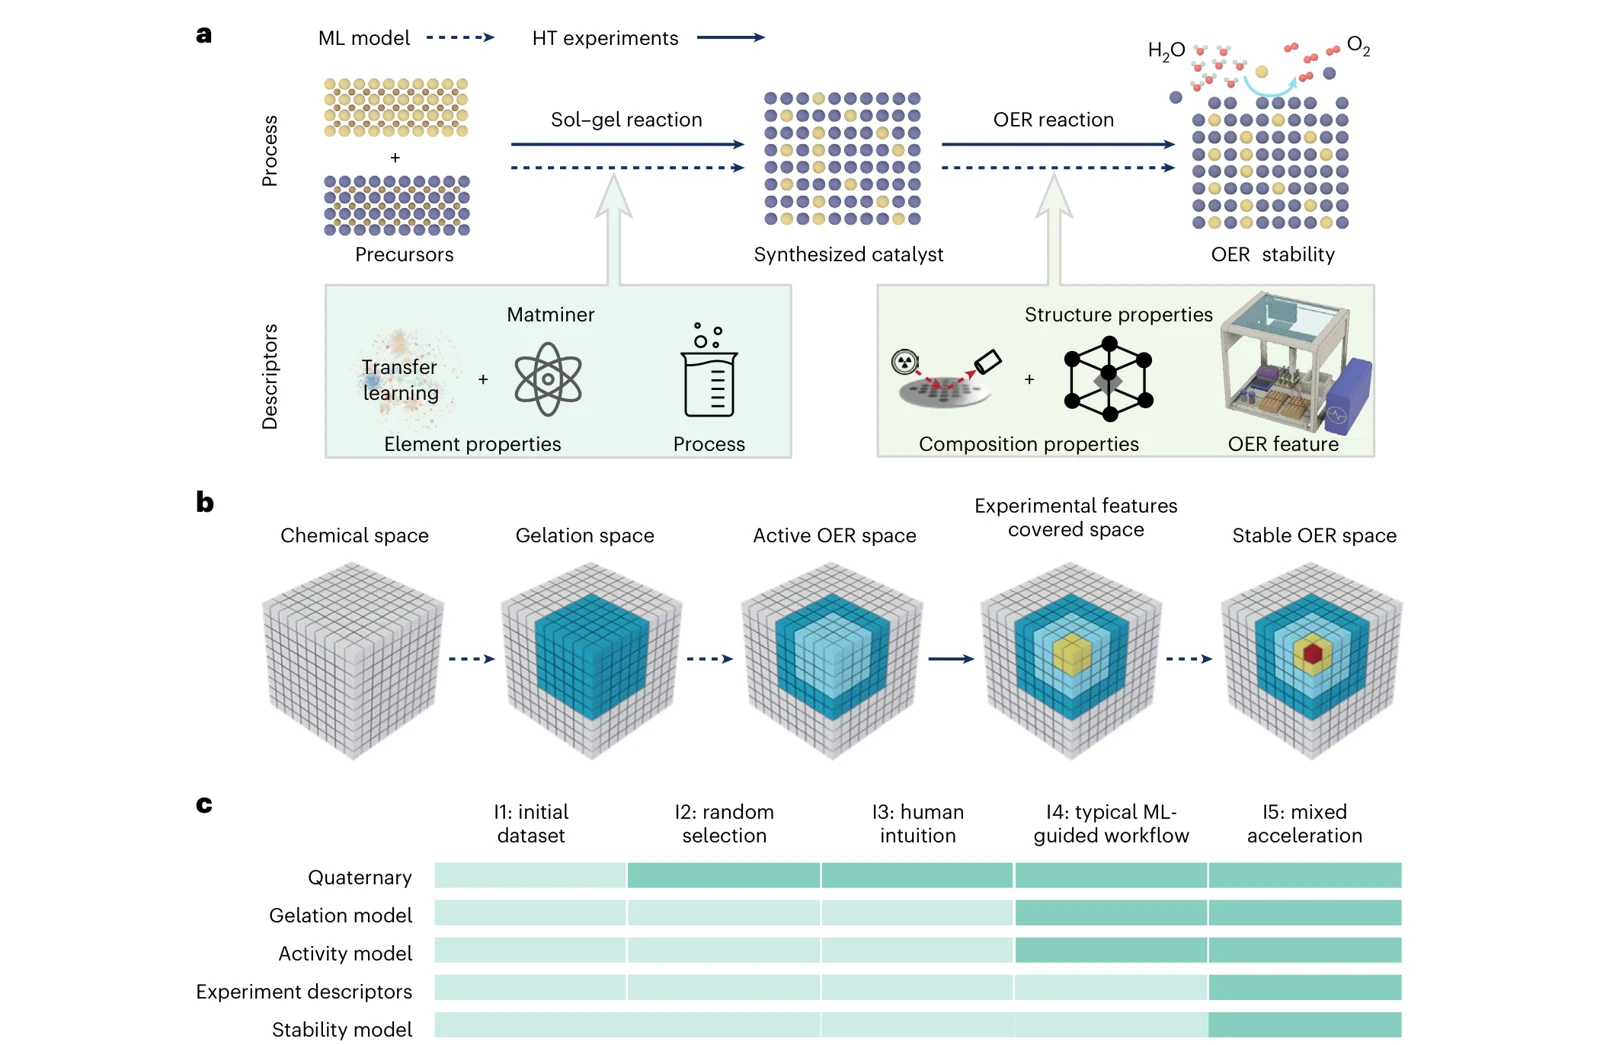 a
ML model
HT experiments
H₂O
O₂
Process
Sol–gel reaction
OER reaction
+
Precursors
Synthesized catalyst
OER stability
Descriptors
Matminer
Transfer
learning
+
Element properties
Process
Structure properties
+
Composition properties
OER feature
b
Chemical space
Gelation space
Active OER space
Experimental features
covered space
Stable OER space
c
I1: initial
dataset
I2: random
selection
I3: human
intuition
I4: typical ML-
guided workflow
I5: mixed
acceleration
Quaternary
Gelation model
Activity model
Experiment descriptors
Stability model